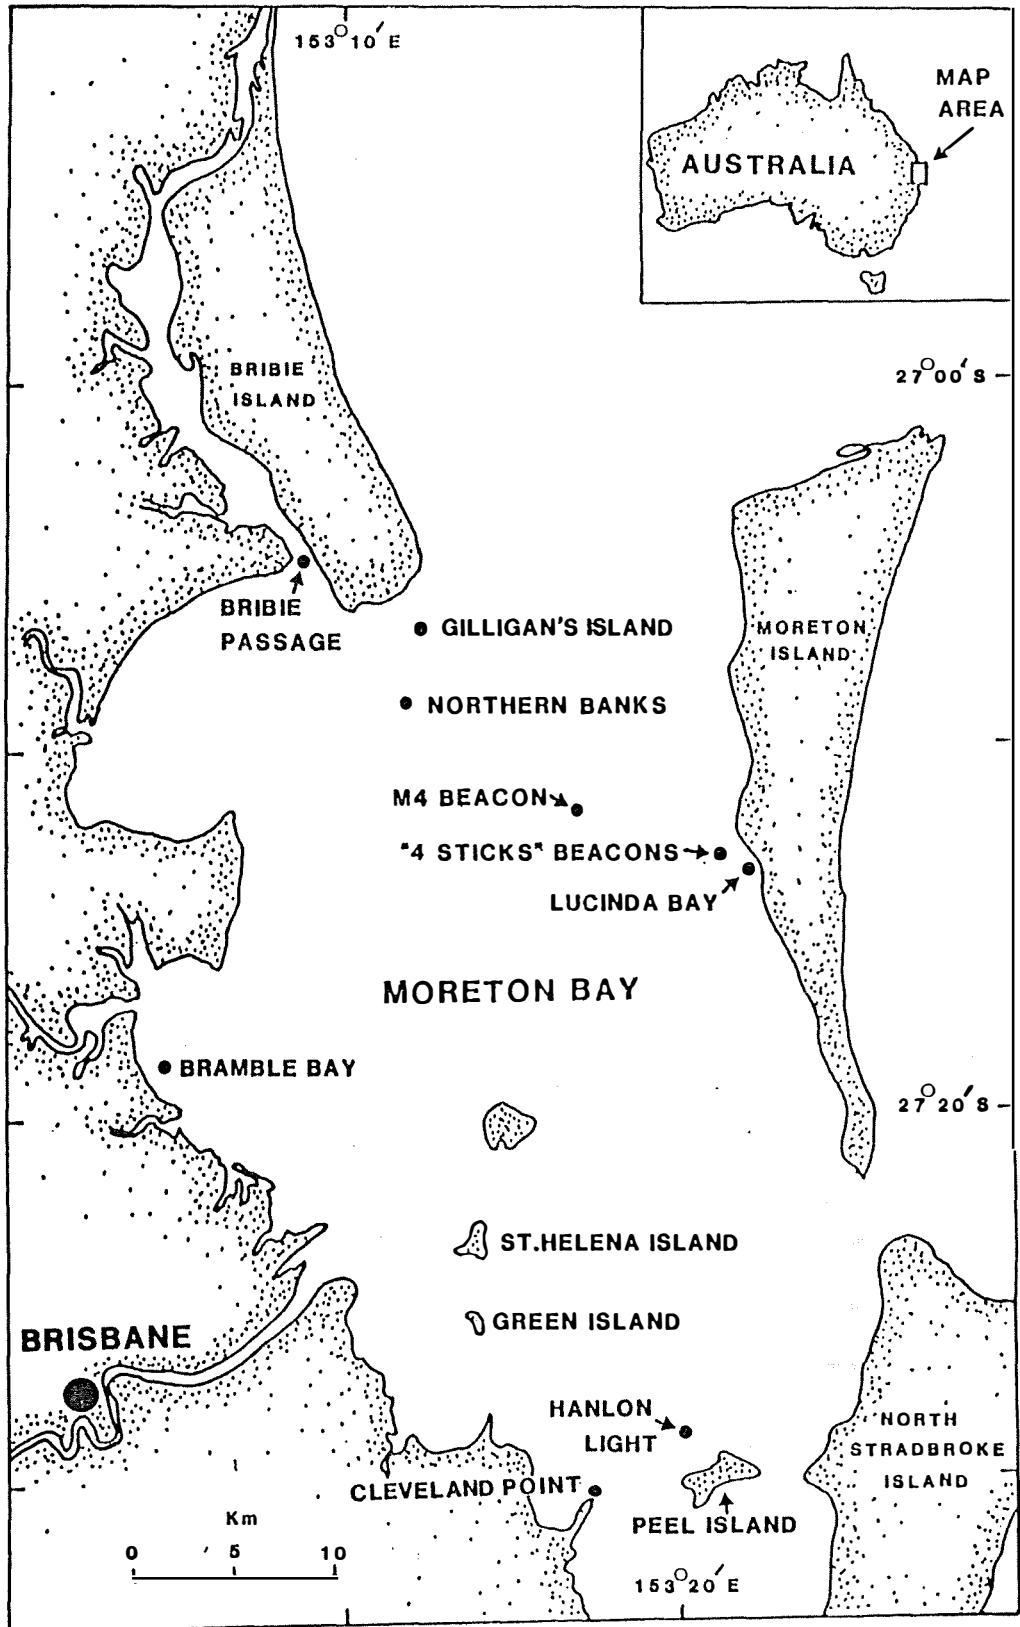 153° 10′ E
MAP
AREA
AUSTRALIA
27° 00′ S
BRIBIE
ISLAND
BRIBIE
PASSAGE
GILLIGAN'S ISLAND
MORETON
ISLAND
NORTHERN BANKS
M4 BEACON
"4 STICKS" BEACONS
LUCINDA BAY
MORETON BAY
BRAMBLE BAY
27° 20′ S
ST.HELENA ISLAND
GREEN ISLAND
BRISBANE
HANLON
LIGHT
NORTH
STRADBROKE
ISLAND
CLEVELAND POINT
PEEL ISLAND
Km
0 5 10
153° 20′ E